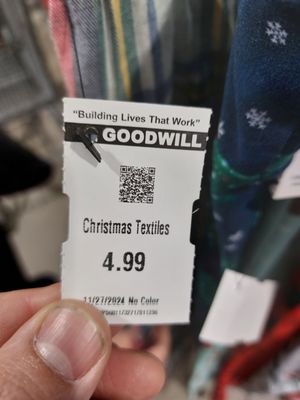 "Building Lives That Work"
GOODWILL
Christmas Textiles
4.99
11/27/2024 No Color